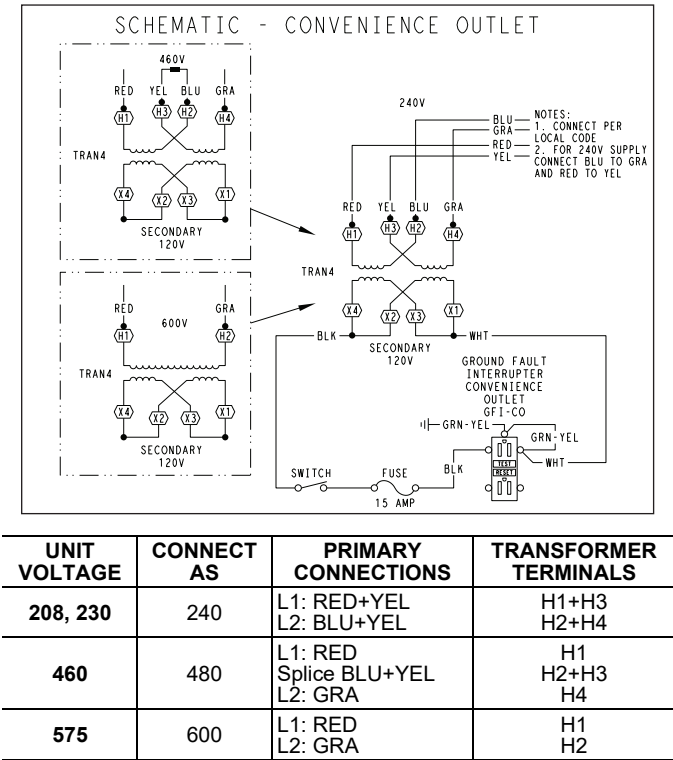 SCHEMATIC - CONVENIENCE OUTLET
460V
RED YEL BLU GRA
H1 H3 H2 H4
TRAN4
X4 X2 X3 X1
SECONDARY
120V
RED GRA
600V
H1 H2
TRAN4
X4 X2 X3 X1
SECONDARY
120V
240V
BLU
GRA
RED
YEL
NOTES:
1. CONNECT PER
LOCAL CODE
2. FOR 240V SUPPLY
CONNECT BLU TO GRA
AND RED TO YEL
RED YEL BLU GRA
H1 H3 H2 H4
TRAN4
X4 X2 X3 X1
BLK WHT
SECONDARY
120V
GROUND FAULT
INTERRUPTER
CONVENIENCE
OUTLET
GFI-CO
GRN-YEL
GRN-YEL
WHT
TEST
RESET
BLK
SWITCH FUSE
15 AMP
UNIT VOLTAGE CONNECT AS PRIMARY CONNECTIONS TRANSFORMER TERMINALS
208, 230 240 L1: RED+YEL H1+H3
L2: BLU+YEL H2+H4
460 480 L1: RED H1
Splice BLU+YEL H2+H3
L2: GRA H4
575 600 L1: RED H1
L2: GRA H2